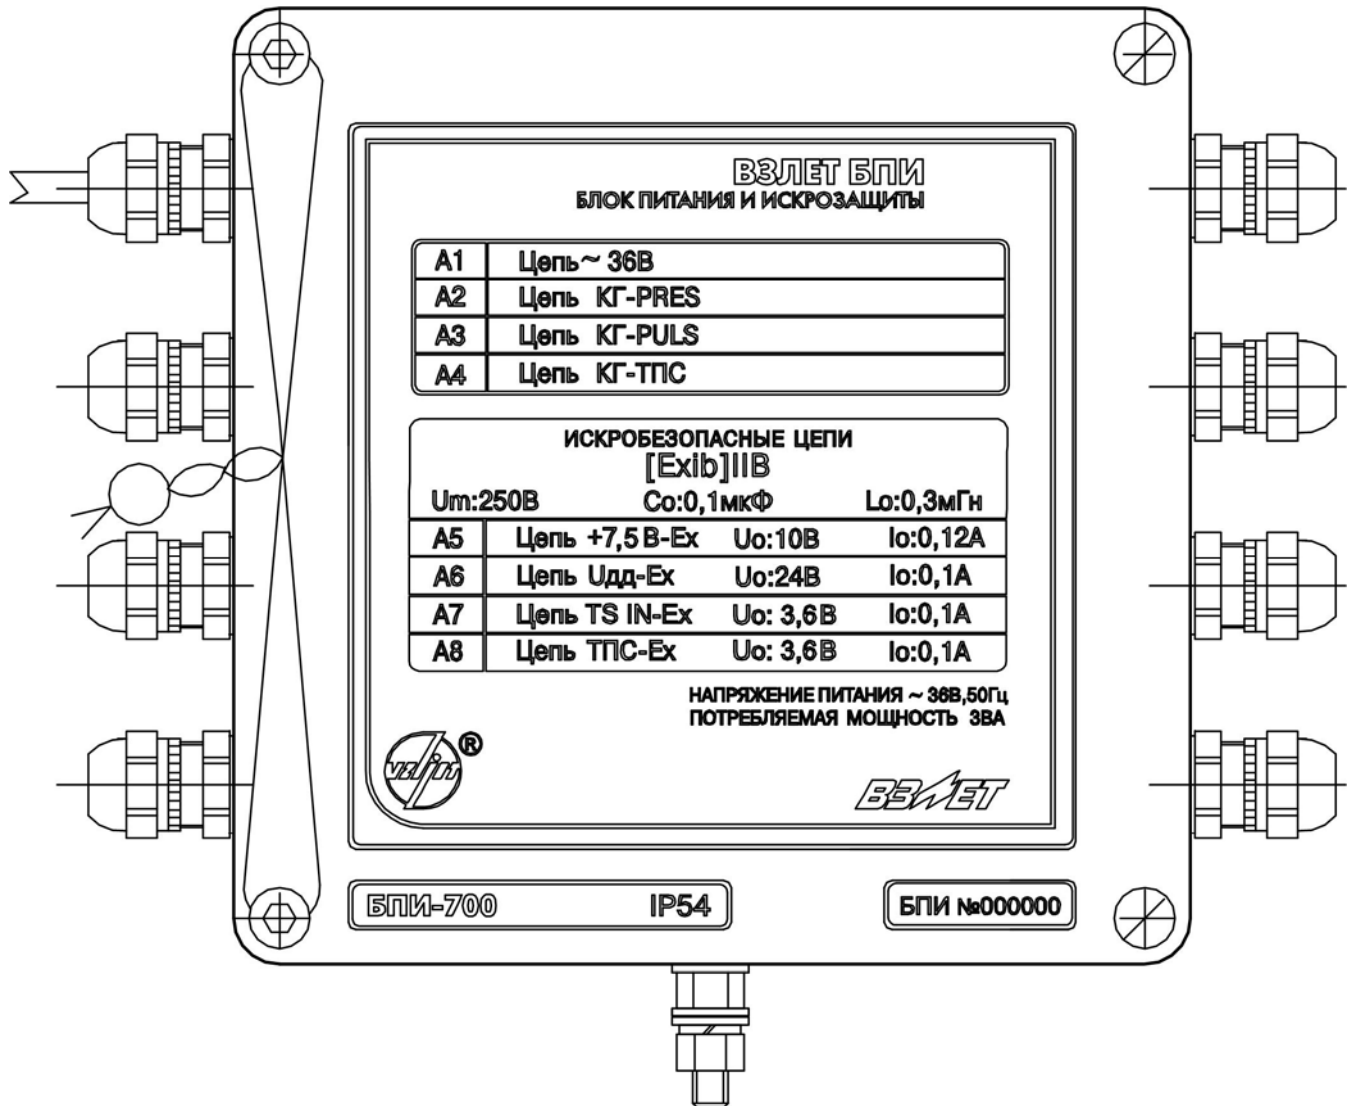 ВЗЛЕТ БПИ
БЛОК ПИТАНИЯ И ИСКРОЗАЩИТЫ
А1 Цепь ~ 36В
А2 Цепь КГ-PRES
А3 Цепь КГ-PULS
А4 Цепь КГ-ТПС
ИСКРОБЕЗОПАСНЫЕ ЦЕПИ
[Exib]IIB
Um:250В Co:0,1мкФ Lo:0,3мГн
А5 Цепь +7,5 В-Ex Uo:10В Io:0,12А
А6 Цепь Uдд-Ex Uo:24В Io:0,1А
А7 Цепь TS IN-Ex Uo: 3,6В Io:0,1А
А8 Цепь ТПС-Ex Uo: 3,6В Io:0,1А
НАПРЯЖЕНИЕ ПИТАНИЯ ~ 36В,50Гц
ПОТРЕБЛЯЕМАЯ МОЩНОСТЬ 3ВА
vzljot ®
ВЗЛЕТ
БПИ-700 IP54
БПИ №000000